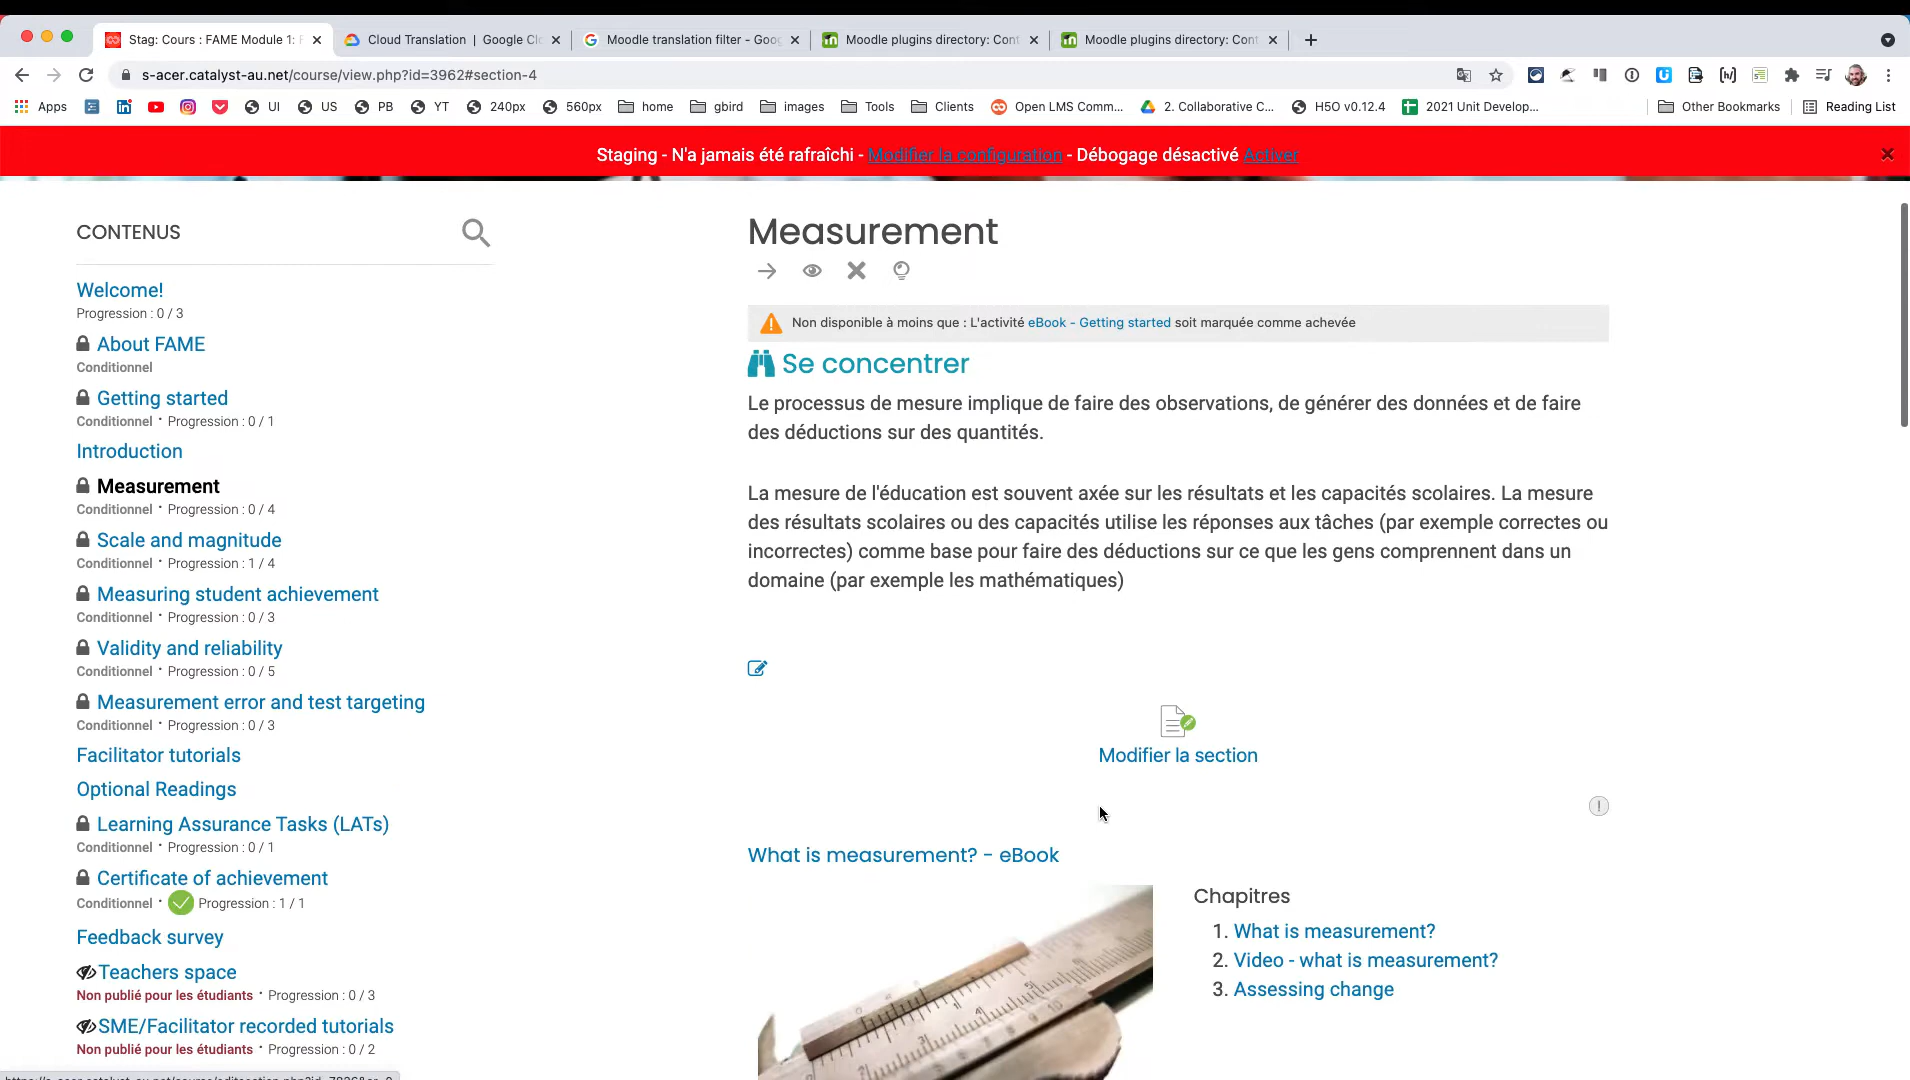 Stag: Cours : FAME Module 1: F
Cloud Translation | Google Clo
Moodle translation filter - Goog
Moodle plugins directory: Cont
Moodle plugins directory: Cont
s-acer.catalyst-au.net/course/view.php?id=3962#section-4
Apps
UI
US
PB
YT
240px
560px
home
gbird
images
Tools
Clients
Open LMS Comm...
2. Collaborative C...
H5O v0.12.4
2021 Unit Develop...
Other Bookmarks
Reading List
Staging - N'a jamais été rafraîchi - Modifier la configuration - Débogage désactivé Activer
CONTENUS
Welcome!
Progression : 0 / 3
About FAME
Conditionnel
Getting started
Conditionnel · Progression : 0 / 1
Introduction
Measurement
Conditionnel · Progression : 0 / 4
Scale and magnitude
Conditionnel · Progression : 1 / 4
Measuring student achievement
Conditionnel · Progression : 0 / 3
Validity and reliability
Conditionnel · Progression : 0 / 5
Measurement error and test targeting
Conditionnel · Progression : 0 / 3
Facilitator tutorials
Optional Readings
Learning Assurance Tasks (LATs)
Conditionnel · Progression : 0 / 1
Certificate of achievement
Conditionnel · Progression : 1 / 1
Feedback survey
Teachers space
Non publié pour les étudiants · Progression : 0 / 3
SME/Facilitator recorded tutorials
Non publié pour les étudiants · Progression : 0 / 2
Measurement
Non disponible à moins que : L'activité eBook - Getting started soit marquée comme achevée
Se concentrer
Le processus de mesure implique de faire des observations, de générer des données et de faire
des déductions sur des quantités.
La mesure de l'éducation est souvent axée sur les résultats et les capacités scolaires. La mesure
des résultats scolaires ou des capacités utilise les réponses aux tâches (par exemple correctes ou
incorrectes) comme base pour faire des déductions sur ce que les gens comprennent dans un
domaine (par exemple les mathématiques)
Modifier la section
What is measurement? - eBook
Chapitres
1. What is measurement?
2. Video - what is measurement?
3. Assessing change